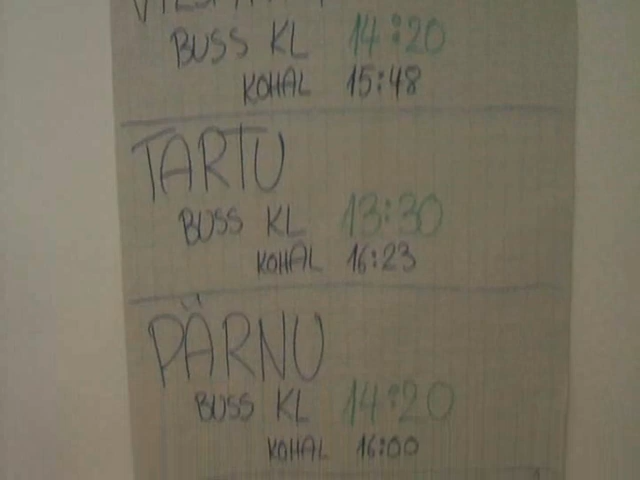 BUSS KL 14:20
KOHAL 15:48
TARTU
BUSS KL 13:30
KOHAL 16:23
PÄRNU
BUSS KL 14:20
KOHAL 16:00